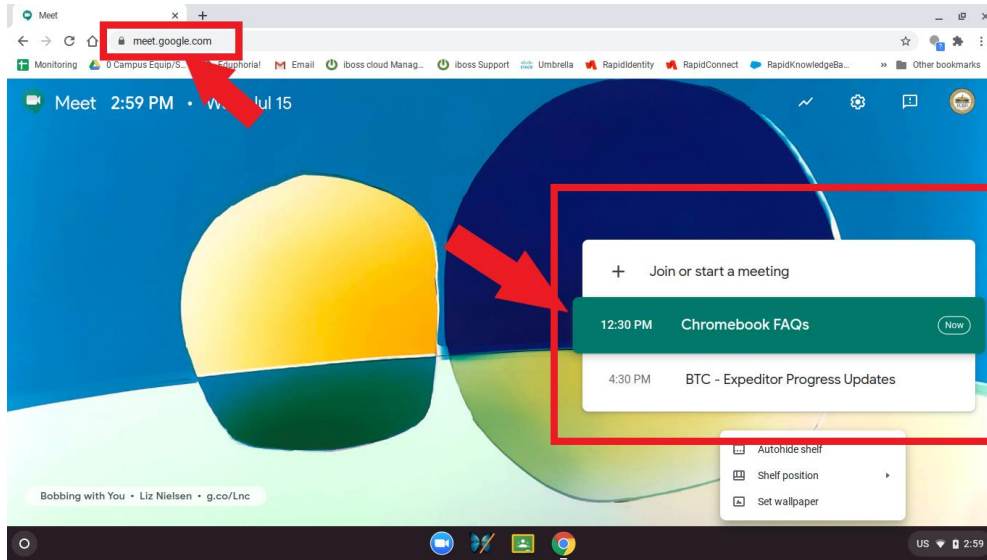 Meet
meet.google.com
Monitoring 0 Campus Equip/S... Eduphoria! Email iboss cloud Manag... iboss Support Umbrella RapidIdentity RapidConnect RapidKnowledgeBa... » Other bookmarks
Meet 2:59 PM • Jul 15
Join or start a meeting
12:30 PM Chromebook FAQs Now
4:30 PM BTC - Expeditor Progress Updates
Autohide shelf
Shelf position
Set wallpaper
Bobbing with You • Liz Nielsen • g.co/Lnc
US 2:59